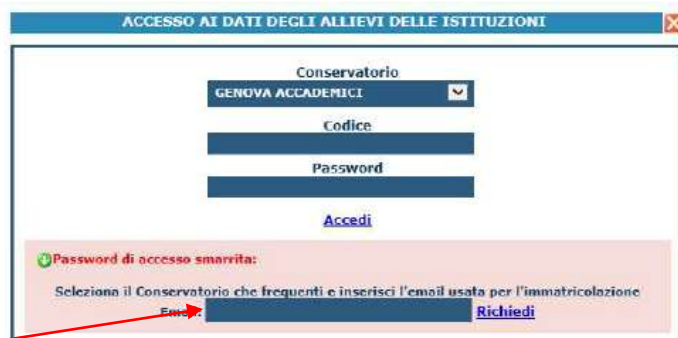 ACCESSO AI DATI DEGLI ALLIEVI DELLE ISTITUZIONI
Conservatorio
GENOVA ACCADEMICI
Codice
Password
Accedi
Password di accesso smarrita:
Seleziona il Conservatorio che frequenti e inserisci l'email usata per l'immatricolazione
Richiedi